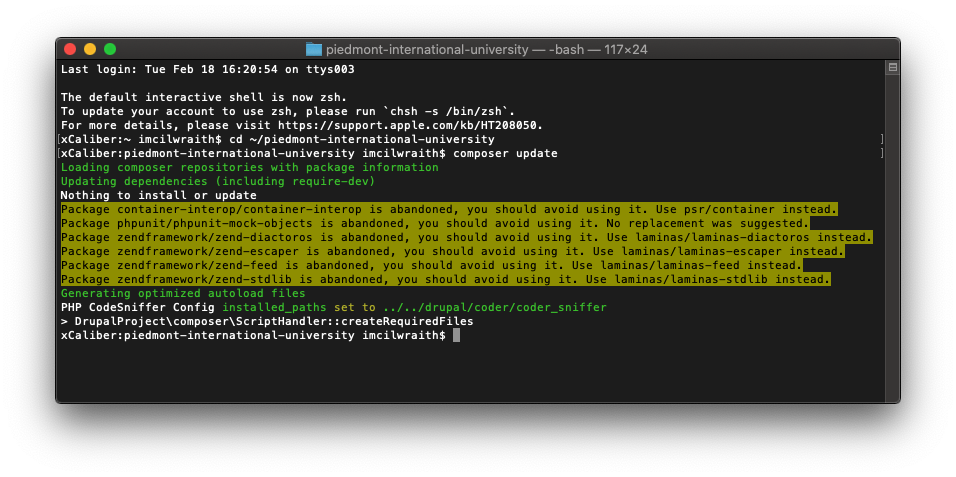 piedmont-international-university — -bash — 117×24
Last login: Tue Feb 18 16:20:54 on ttys003
The default interactive shell is now zsh.
To update your account to use zsh, please run `chsh -s /bin/zsh`.
For more details, please visit https://support.apple.com/kb/HT208050.
[xCaliber:~ imcilwraith$ cd ~/piedmont-international-university ]
[xCaliber:piedmont-international-university imcilwraith$ composer update ]
Loading composer repositories with package information
Updating dependencies (including require-dev)
Nothing to install or update
Package container-interop/container-interop is abandoned, you should avoid using it. Use psr/container instead.
Package phpunit/phpunit-mock-objects is abandoned, you should avoid using it. No replacement was suggested.
Package zendframework/zend-diactoros is abandoned, you should avoid using it. Use laminas/laminas-diactoros instead.
Package zendframework/zend-escaper is abandoned, you should avoid using it. Use laminas/laminas-escaper instead.
Package zendframework/zend-feed is abandoned, you should avoid using it. Use laminas/laminas-feed instead.
Package zendframework/zend-stdlib is abandoned, you should avoid using it. Use laminas/laminas-stdlib instead.
Generating optimized autoload files
PHP CodeSniffer Config installed_paths set to ../../drupal/coder/coder_sniffer
> DrupalProject\composer\ScriptHandler::createRequiredFiles
xCaliber:piedmont-international-university imcilwraith$